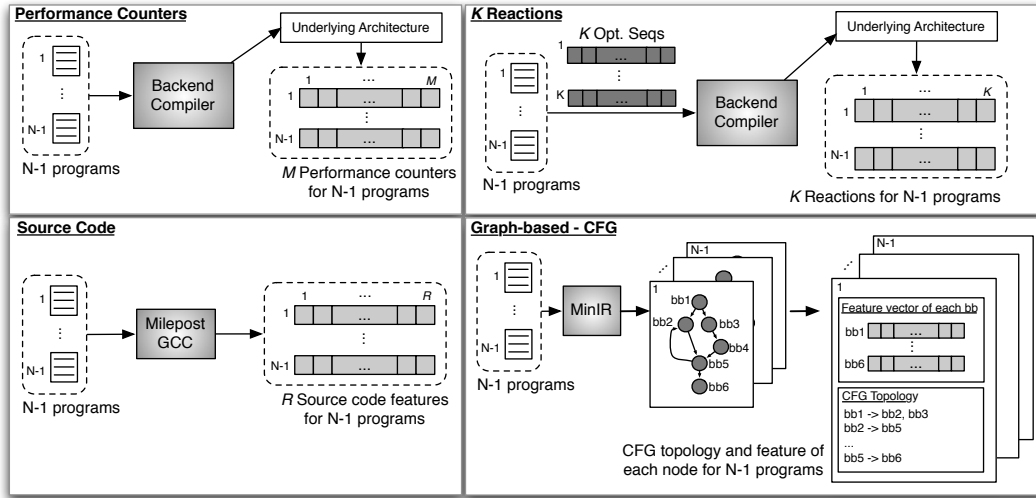 Performance Counters
Underlying Architecture
1
...
N-1
N-1 programs
Backend
Compiler
1 ... M
1 ...
...
N-1 ...
M Performance counters
for N-1 programs
K Reactions
K Opt. Seqs
1 ...
...
K ...
Underlying Architecture
1
...
N-1
N-1 programs
Backend
Compiler
1 ... K
1 ...
...
N-1 ...
K Reactions for N-1 programs
Source Code
1
...
N-1
N-1 programs
Milepost
GCC
1 ... R
1 ...
...
N-1 ...
R Source code features
for N-1 programs
Graph-based - CFG
1
...
N-1
N-1 programs
MinIR
N-1
...
1
bb1
bb2
bb3
bb4
bb5
bb6
CFG topology and feature of
each node for N-1 programs
N-1
...
1
Feature vector of each bb
bb1 ...
...
bb6 ...
CFG Topology
bb1 -> bb2, bb3
bb2 -> bb5
...
bb5 -> bb6